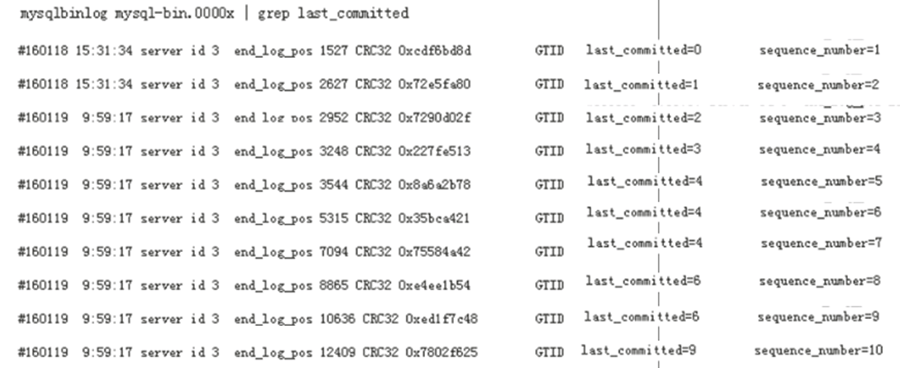 mysqlbinlog mysql-bin.0000x | grep last_committed
#160118 15:31:34 server id 3 end_log_pos 1527 CRC32 0xcdf6bd8d GTID last_committed=0 sequence_number=1
#160118 15:31:34 server id 3 end_log_pos 2627 CRC32 0x72e5fa80 GTID last_committed=1 sequence_number=2
#160119 9:59:17 server id 3 end_log_pos 2952 CRC32 0x7290d02f GTID last_committed=2 sequence_number=3
#160119 9:59:17 server id 3 end_log_pos 3248 CRC32 0x227fe513 GTID last_committed=3 sequence_number=4
#160119 9:59:17 server id 3 end_log_pos 3544 CRC32 0x8a6a2b78 GTID last_committed=4 sequence_number=5
#160119 9:59:17 server id 3 end_log_pos 5315 CRC32 0x35bca421 GTID last_committed=4 sequence_number=6
#160119 9:59:17 server id 3 end_log_pos 7094 CRC32 0x75584a42 GTID last_committed=4 sequence_number=7
#160119 9:59:17 server id 3 end_log_pos 8865 CRC32 0xe4ee1b54 GTID last_committed=6 sequence_number=8
#160119 9:59:17 server id 3 end_log_pos 10636 CRC32 0xed1f7c48 GTID last_committed=6 sequence_number=9
#160119 9:59:17 server id 3 end_log_pos 12409 CRC32 0x7802f625 GTID last_committed=9 sequence_number=10